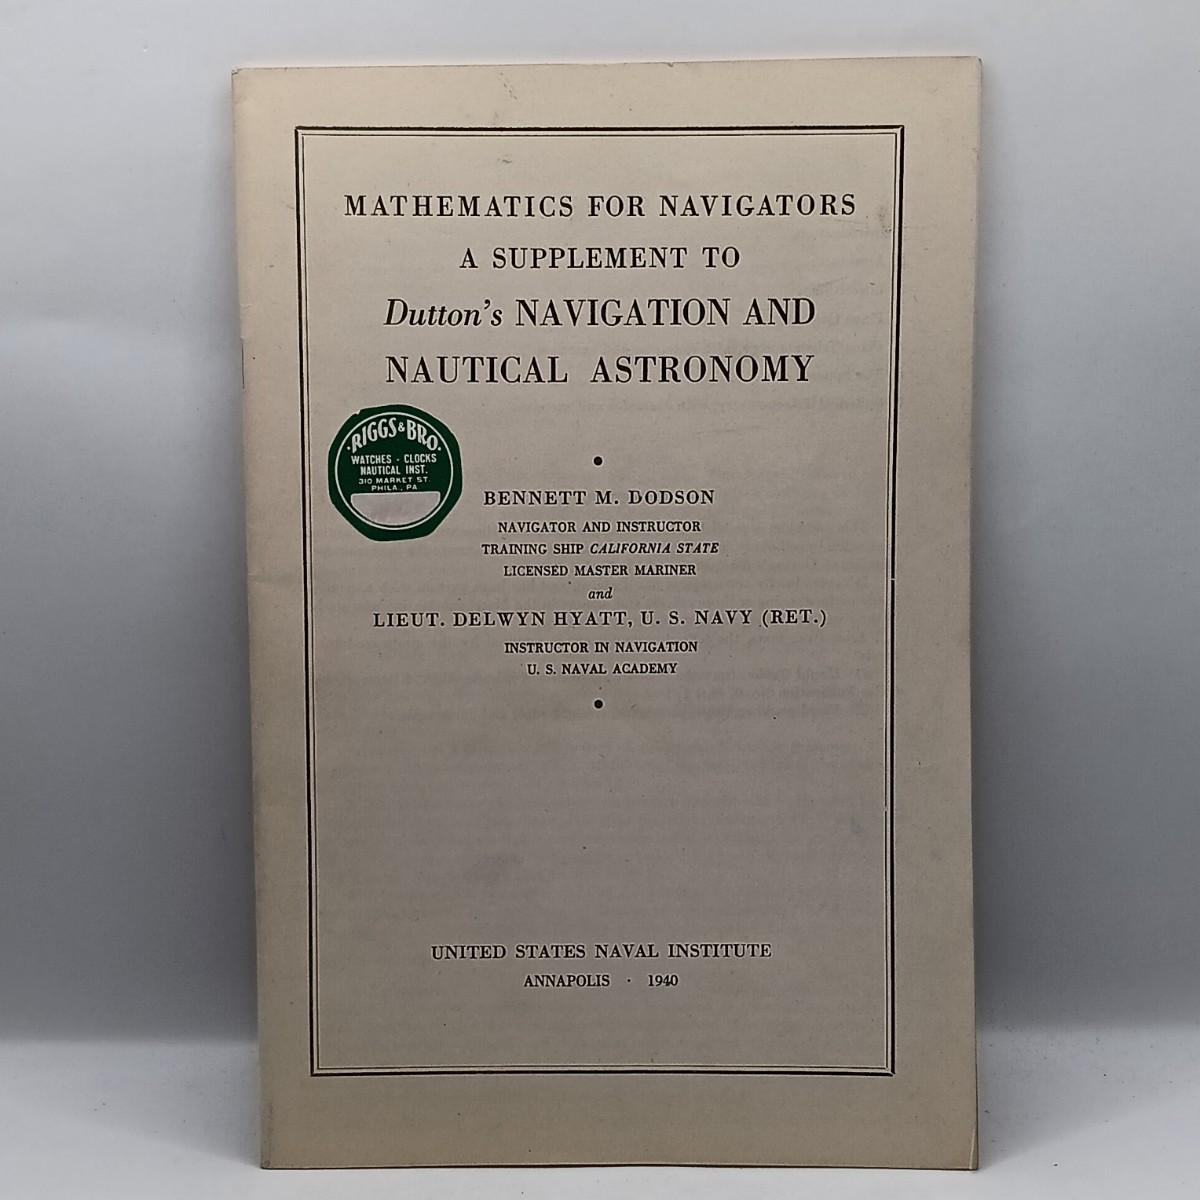 MATHEMATICS FOR NAVIGATORS
A SUPPLEMENT TO
Dutton's NAVIGATION AND
NAUTICAL ASTRONOMY
·RIGGS & BRO.·
WATCHES - CLOCKS
NAUTICAL INST.
310 MARKET ST.
PHILA., PA
BENNETT M. DODSON
NAVIGATOR AND INSTRUCTOR
TRAINING SHIP CALIFORNIA STATE
LICENSED MASTER MARINER
and
LIEUT. DELWYN HYATT, U. S. NAVY (RET.)
INSTRUCTOR IN NAVIGATION
U. S. NAVAL ACADEMY
UNITED STATES NAVAL INSTITUTE
ANNAPOLIS · 1940